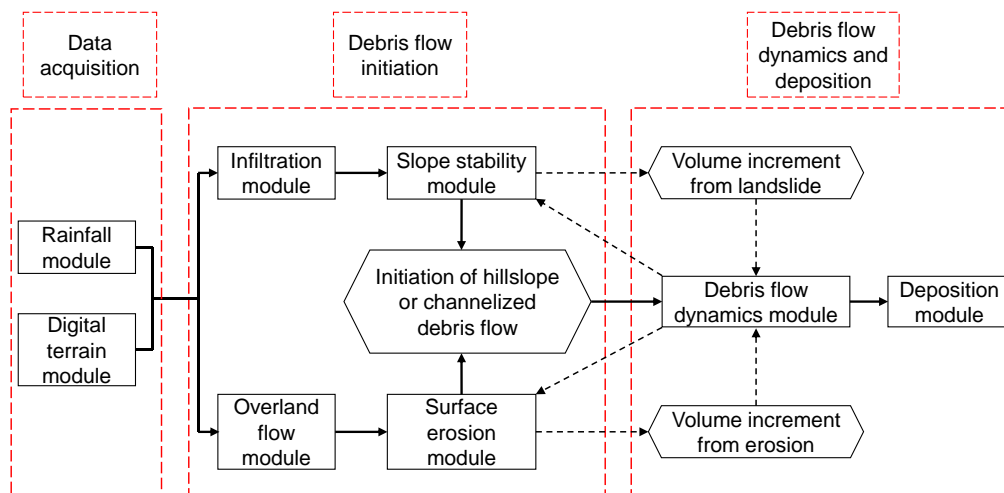 Data
acquisition
Debris flow
initiation
Debris flow
dynamics and
deposition
Rainfall
module
Digital
terrain
module
Infiltration
module
Slope stability
module
Initiation of hillslope
or channelized
debris flow
Overland
flow
module
Surface
erosion
module
Volume increment
from landslide
Debris flow
dynamics module
Deposition
module
Volume increment
from erosion